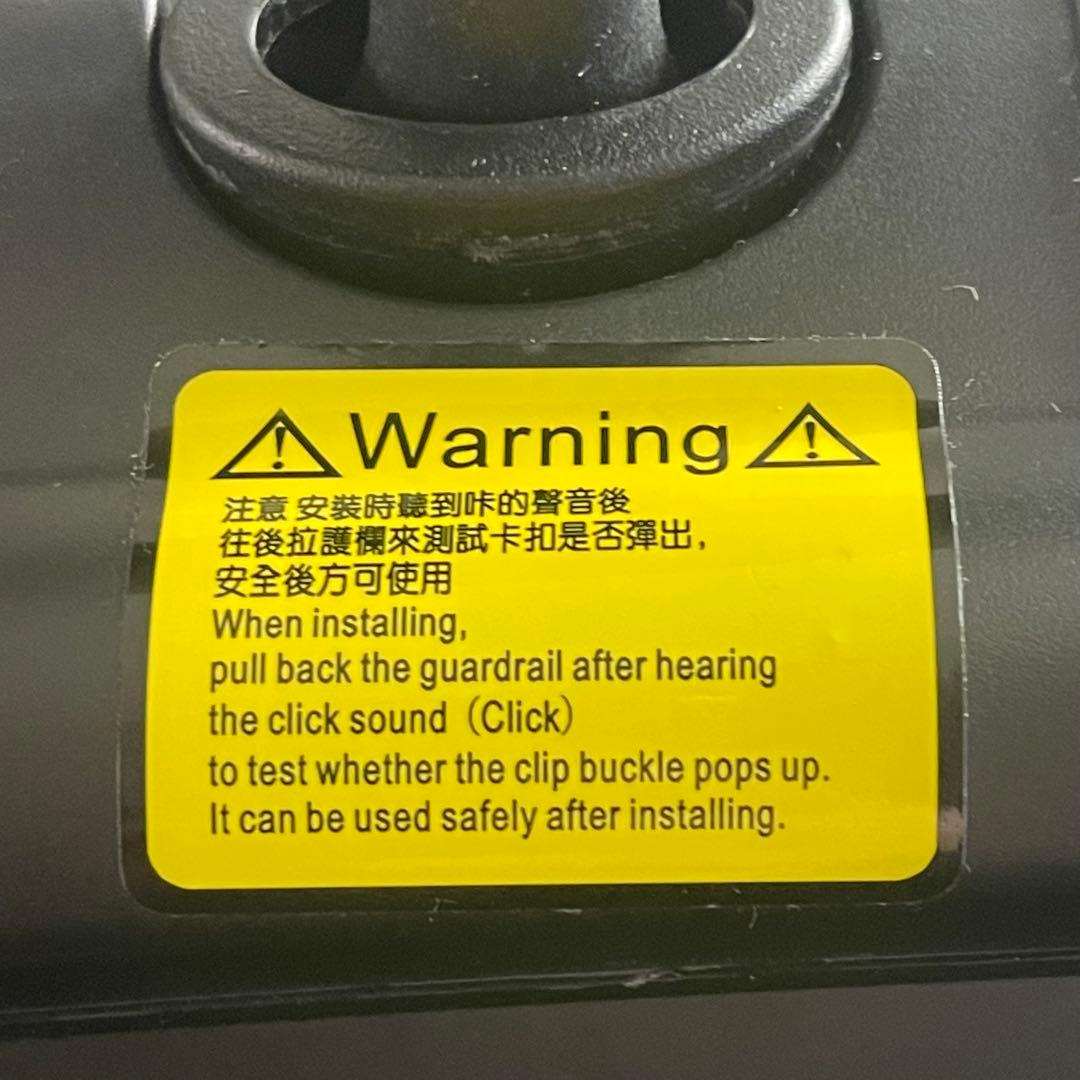 Warning
注意 安裝時聽到咔的聲音後
往後拉護欄來測試卡扣是否彈出，
安全後方可使用
When installing,
pull back the guardrail after hearing
the click sound（Click）
to test whether the clip buckle pops up.
It can be used safely after installing.